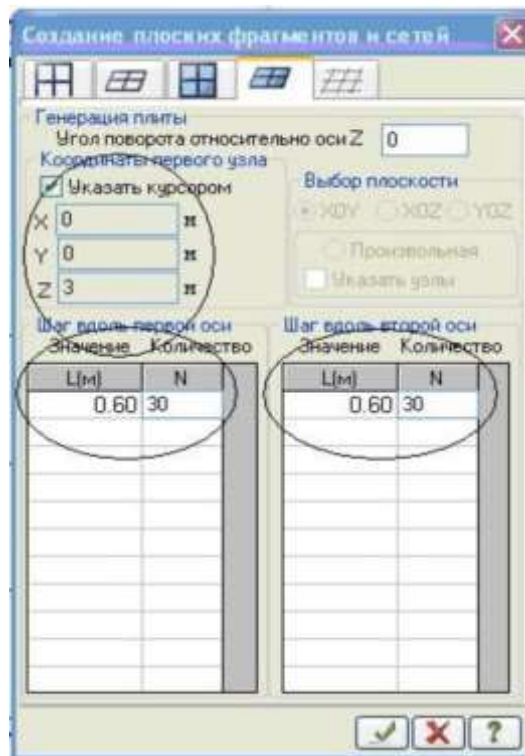 Создание плоских фрагментов и сетей
Генерация плиты
Угол поворота относительно оси Z 0
Координаты первого узла
Указать курсором
X 0 м
Y 0 м
Z 3 м
Выбор плоскости
XOY XOZ YOZ
Произвольная
Указать узлы
Шаг вдоль первой оси
Значение Количество
L(м) N
0.60 30
Шаг вдоль второй оси
Значение Количество
L(м) N
0.60 30
?